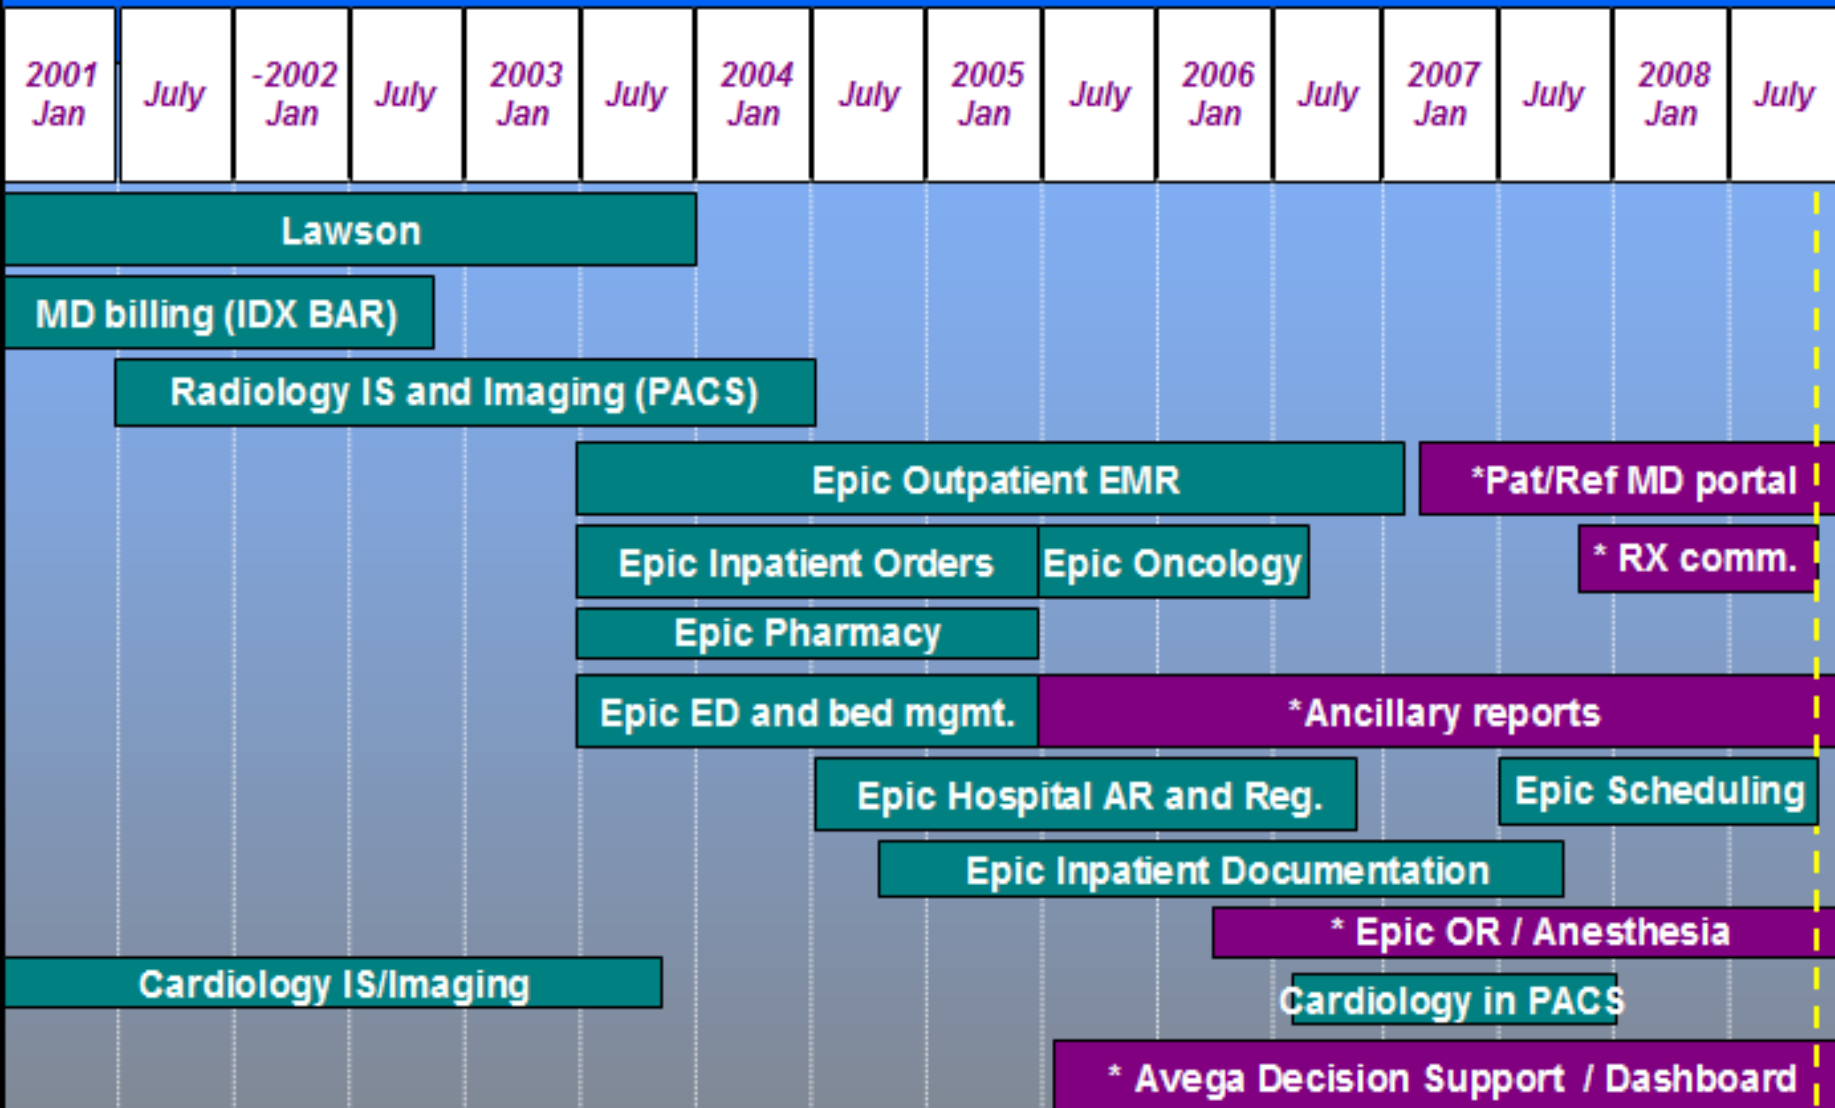 2001
Jan
July
-2002
Jan
July
2003
Jan
July
2004
Jan
July
2005
Jan
July
2006
Jan
July
2007
Jan
July
2008
Jan
July
Lawson
MD billing (IDX BAR)
Radiology IS and Imaging (PACS)
Epic Outpatient EMR
*Pat/Ref MD portal
Epic Inpatient Orders
Epic Oncology
* RX comm.
Epic Pharmacy
Epic ED and bed mgmt.
*Ancillary reports
Epic Hospital AR and Reg.
Epic Scheduling
Epic Inpatient Documentation
* Epic OR / Anesthesia
Cardiology IS/Imaging
Cardiology in PACS
* Avega Decision Support / Dashboard